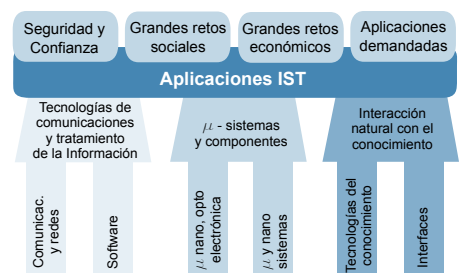 Seguridad y
Confianza
Grandes retos
sociales
Grandes retos
económicos
Aplicaciones
demandadas
Aplicaciones IST
Tecnologías de
comunicaciones
y tratamiento
de la Información
μ - sistemas
y componentes
Interacción
natural con el
conocimiento
Comunicac.
y redes
Software
μ nano, opto
electrónica
μ y nano
sistemas
Tecnologías del
conocimiento
Interfaces